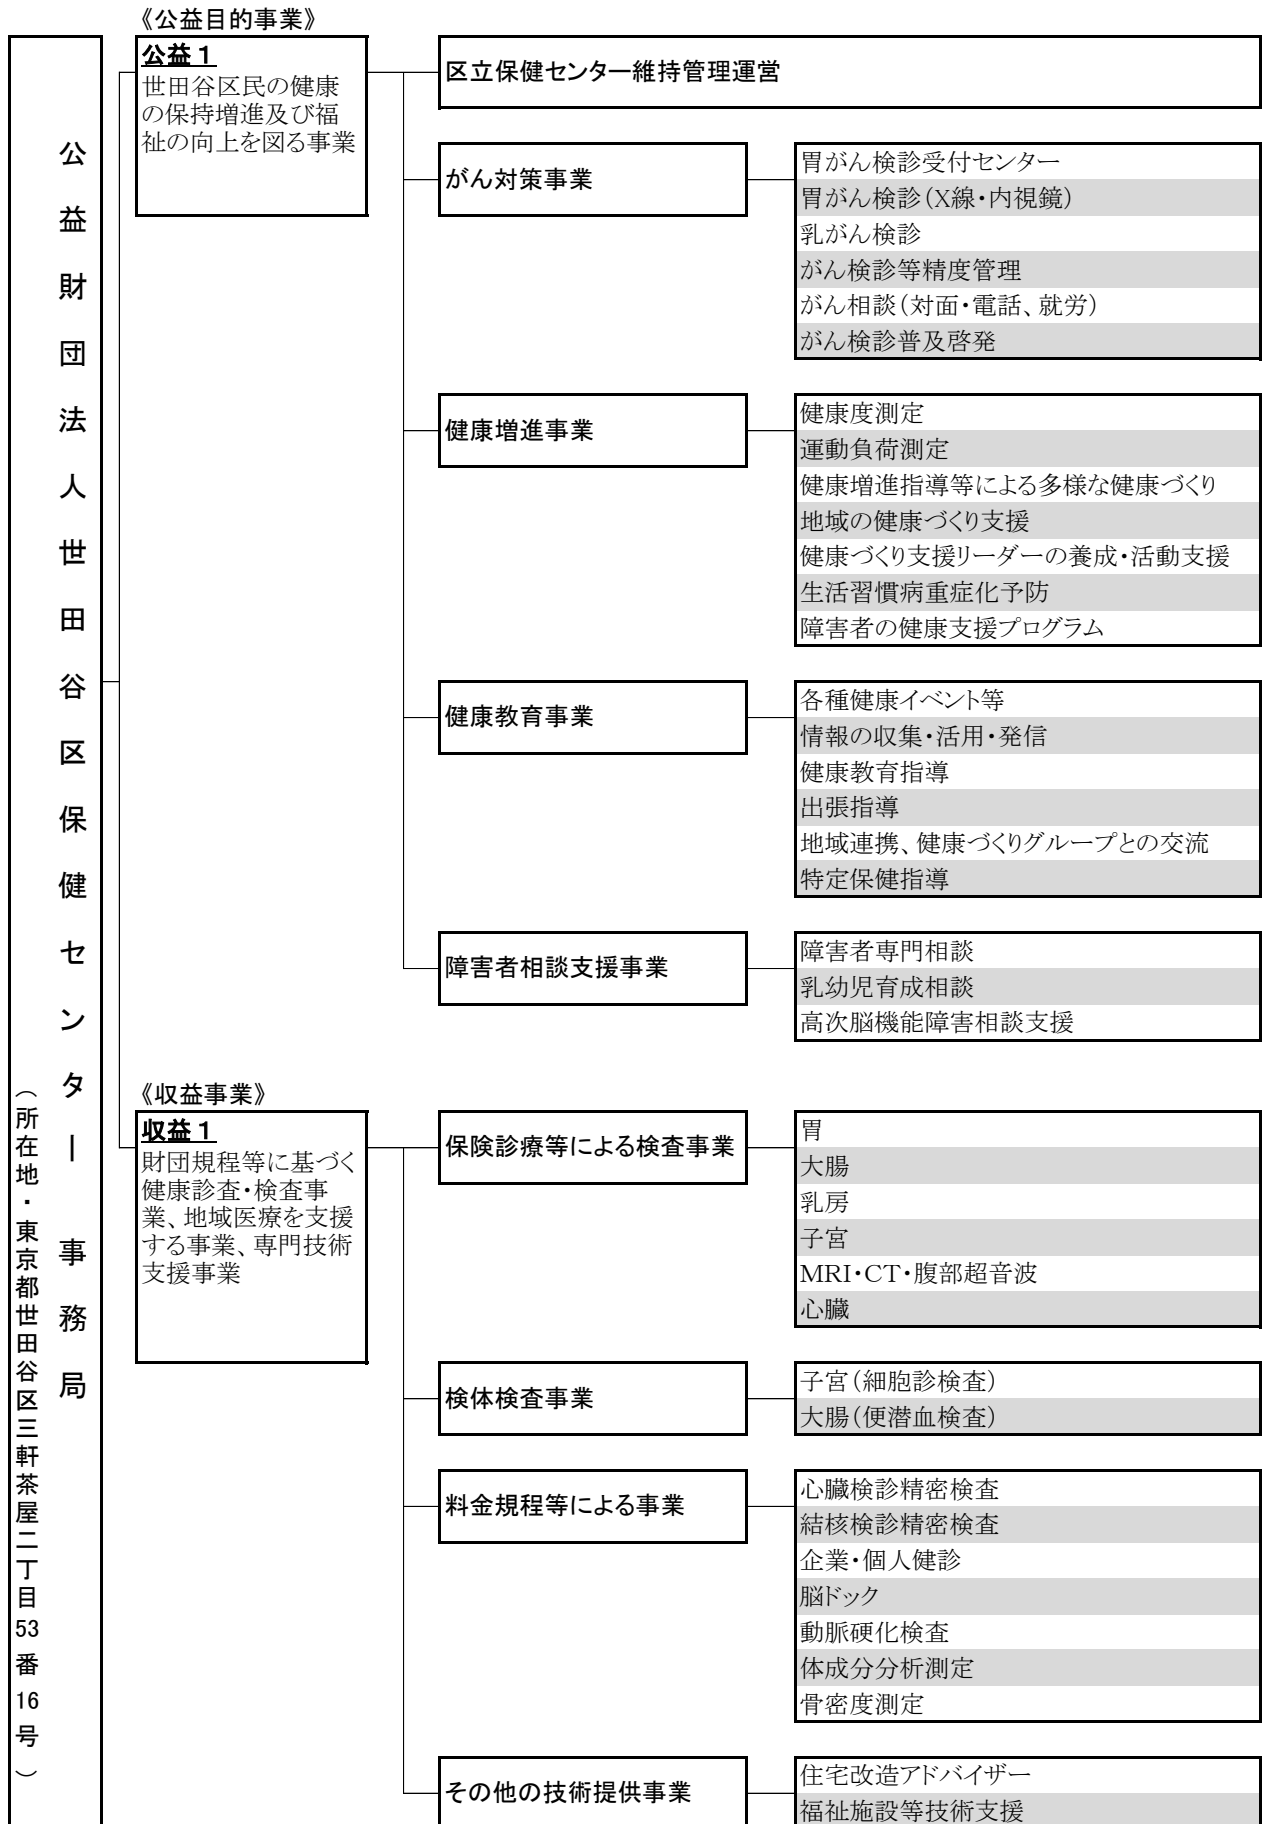 公益財団法人世田谷区保健センター事務局
（所在地・東京都世田谷区三軒茶屋二丁目53番16号）
《公益目的事業》
公益１
世田谷区民の健康
の保持増進及び福
祉の向上を図る事業
区立保健センター維持管理運営
がん対策事業
胃がん検診受付センター
胃がん検診（X線・内視鏡）
乳がん検診
がん検診等精度管理
がん相談（対面・電話、就労）
がん検診普及啓発
健康増進事業
健康度測定
運動負荷測定
健康増進指導等による多様な健康づくり
地域の健康づくり支援
健康づくり支援リーダーの養成・活動支援
生活習慣病重症化予防
障害者の健康支援プログラム
健康教育事業
各種健康イベント等
情報の収集・活用・発信
健康教育指導
出張指導
地域連携、健康づくりグループとの交流
特定保健指導
障害者相談支援事業
障害者専門相談
乳幼児育成相談
高次脳機能障害相談支援
《収益事業》
収益１
財団規程等に基づく
健康診査・検査事
業、地域医療を支援
する事業、専門技術
支援事業
保険診療等による検査事業
胃
大腸
乳房
子宮
MRI・CT・腹部超音波
心臓
検体検査事業
子宮（細胞診検査）
大腸（便潜血検査）
料金規程等による事業
心臓検診精密検査
結核検診精密検査
企業・個人健診
脳ドック
動脈硬化検査
体成分分析測定
骨密度測定
その他の技術提供事業
住宅改造アドバイザー
福祉施設等技術支援